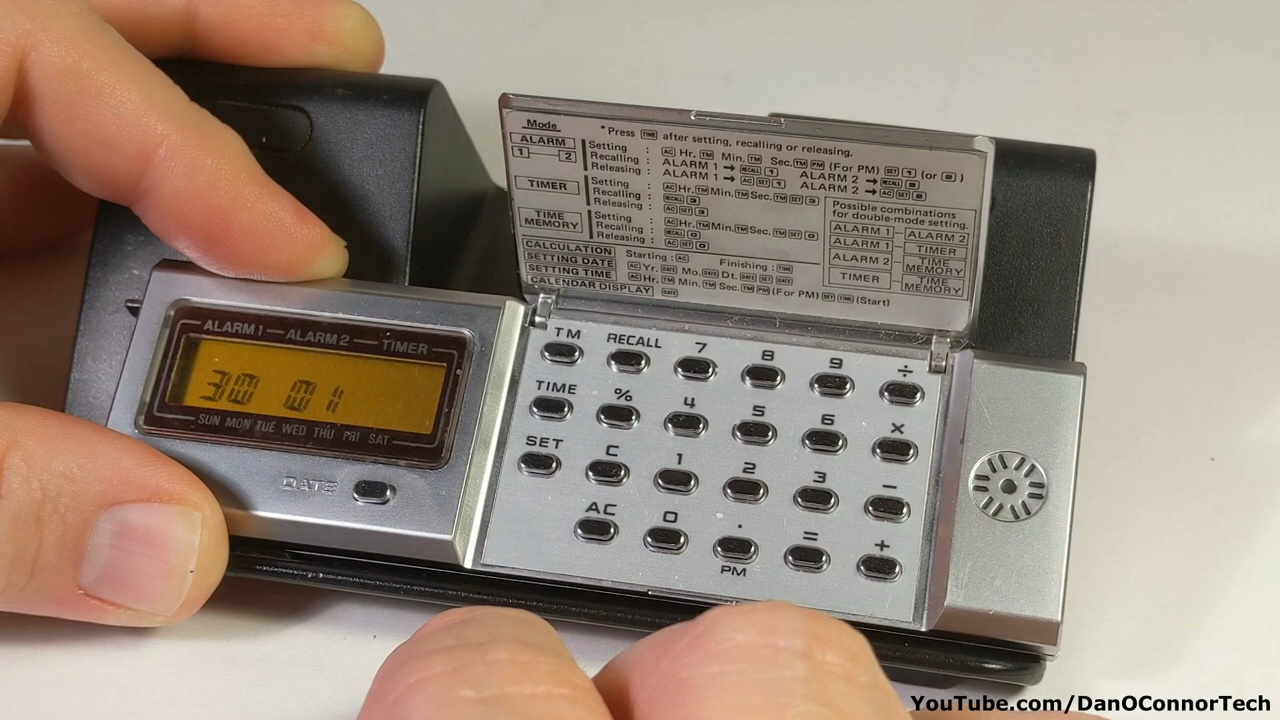 Mode
* Press TIME after setting, recalling or releasing.
ALARM
1 2
Setting : AC Hr. TM Min. TM Sec. TM PM (For PM) SET 1 (or 2)
Recalling : ALARM 1 → RECALL 1 ALARM 2 → RECALL 2
Releasing : ALARM 1 → AC SET 1 ALARM 2 → AC SET 2
TIMER
Setting : AC Hr. TM Min. TM Sec. TM SET 3
Recalling : RECALL 3
Releasing : AC SET 3
TIME MEMORY
Setting : AC Hr. TM Min. TM Sec. TM SET 0
Recalling : RECALL 0
Releasing : AC SET 0
Possible combinations
for double-mode setting.
ALARM 1 ALARM 2
ALARM 1 TIMER
ALARM 2 TIME MEMORY
TIMER TIME MEMORY
CALCULATION Starting : AC Finishing : TIME
SETTING DATE AC Yr. DATE Mo. DATE Dt. DATE SET DATE
SETTING TIME AC Hr. TM Min. TM Sec. TM PM (For PM) SET TIME (Start)
CALENDAR DISPLAY DATE
ALARM 1 ALARM 2 TIMER
SUN MON TUE WED THU FRI SAT
DATE
TM RECALL 7 8 9 ÷
TIME % 4 5 6 ×
SET C 1 2 3 −
AC 0 . = +
PM
YouTube.com/DanOConnorTech